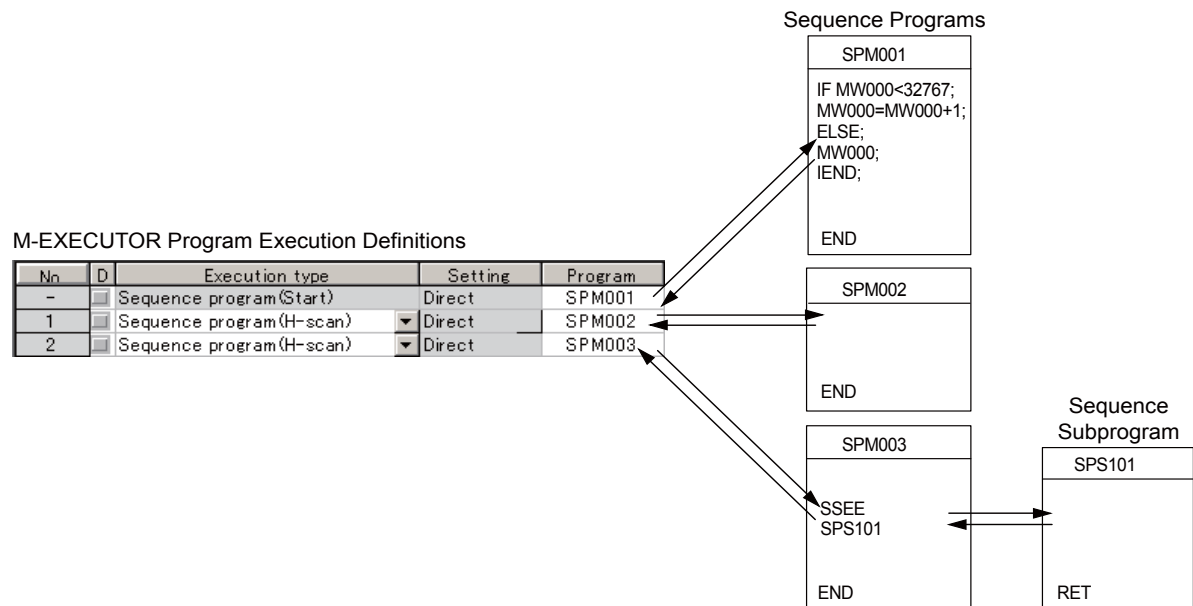 Sequence Programs
SPM001
IF MW000<32767;
MW000=MW000+1;
ELSE;
MW000;
IEND;
END
M-EXECUTOR Program Execution Definitions
No D Execution type Setting Program
- Sequence program(Start) Direct SPM001
1 Sequence program(H-scan) Direct SPM002
2 Sequence program(H-scan) Direct SPM003
SPM002
END
SPM003
SSEE
SPS101
END
Sequence
Subprogram
SPS101
RET